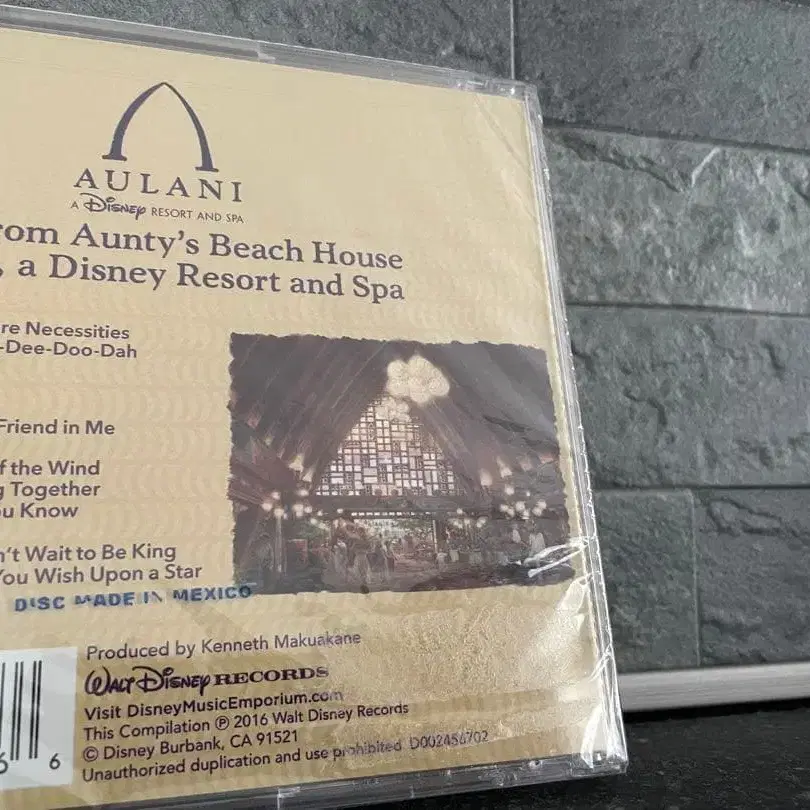 AULANI
A Disney RESORT AND SPA
rom Aunty's Beach House
, a Disney Resort and Spa
re Necessities
-Dee-Doo-Dah
Friend in Me
f the Wind
g Together
u Know
n't Wait to Be King
You Wish Upon a Star
DISC MADE IN MEXICO
Produced by Kenneth Makuakane
WALT DISNEY RECORDS
Visit DisneyMusicEmporium.com
This Compilation ℗ 2016 Walt Disney Records
© Disney Burbank, CA 91521
Unauthorized duplication and use prohibited D002456702
6 6